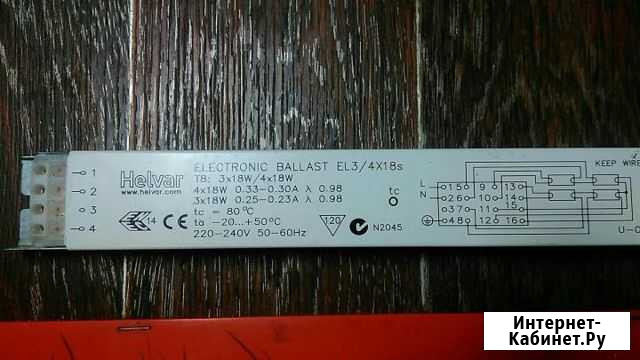 1
2
3
4
Helvar
www.helvar.com
14
CE
ELECTRONIC BALLAST EL3/4X18s
T8: 3x18W/4x18W
4x18W 0.33-0.30A λ 0.98
3x18W 0.25-0.23A λ 0.98
tc = 80°C
ta -20...+50°C
220-240V 50-60Hz
120
tc
N2045
L
N
1 5 9 13
2 6 10 14
3 7 11 15
4 8 12 16
KEEP WIRE
Интернет-
Кабинет.Ру